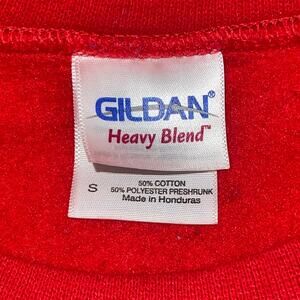 GILDAN®
Heavy Blend™
50% COTTON
S 50% POLYESTER PRESHRUNK
Made in Honduras